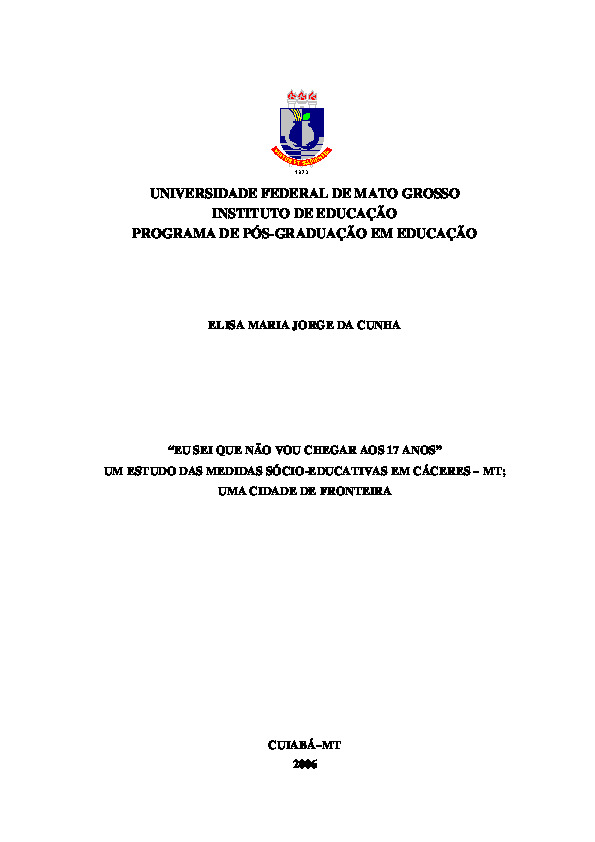 1970
UNIVERSIDADE FEDERAL DE MATO GROSSO
INSTITUTO DE EDUCAÇÃO
PROGRAMA DE PÓS-GRADUAÇÃO EM EDUCAÇÃO
ELISA MARIA JORGE DA CUNHA
“EU SEI QUE NÃO VOU CHEGAR AOS 17 ANOS”
UM ESTUDO DAS MEDIDAS SÓCIO-EDUCATIVAS EM CÁCERES – MT;
UMA CIDADE DE FRONTEIRA
CUIABÁ–MT
2006